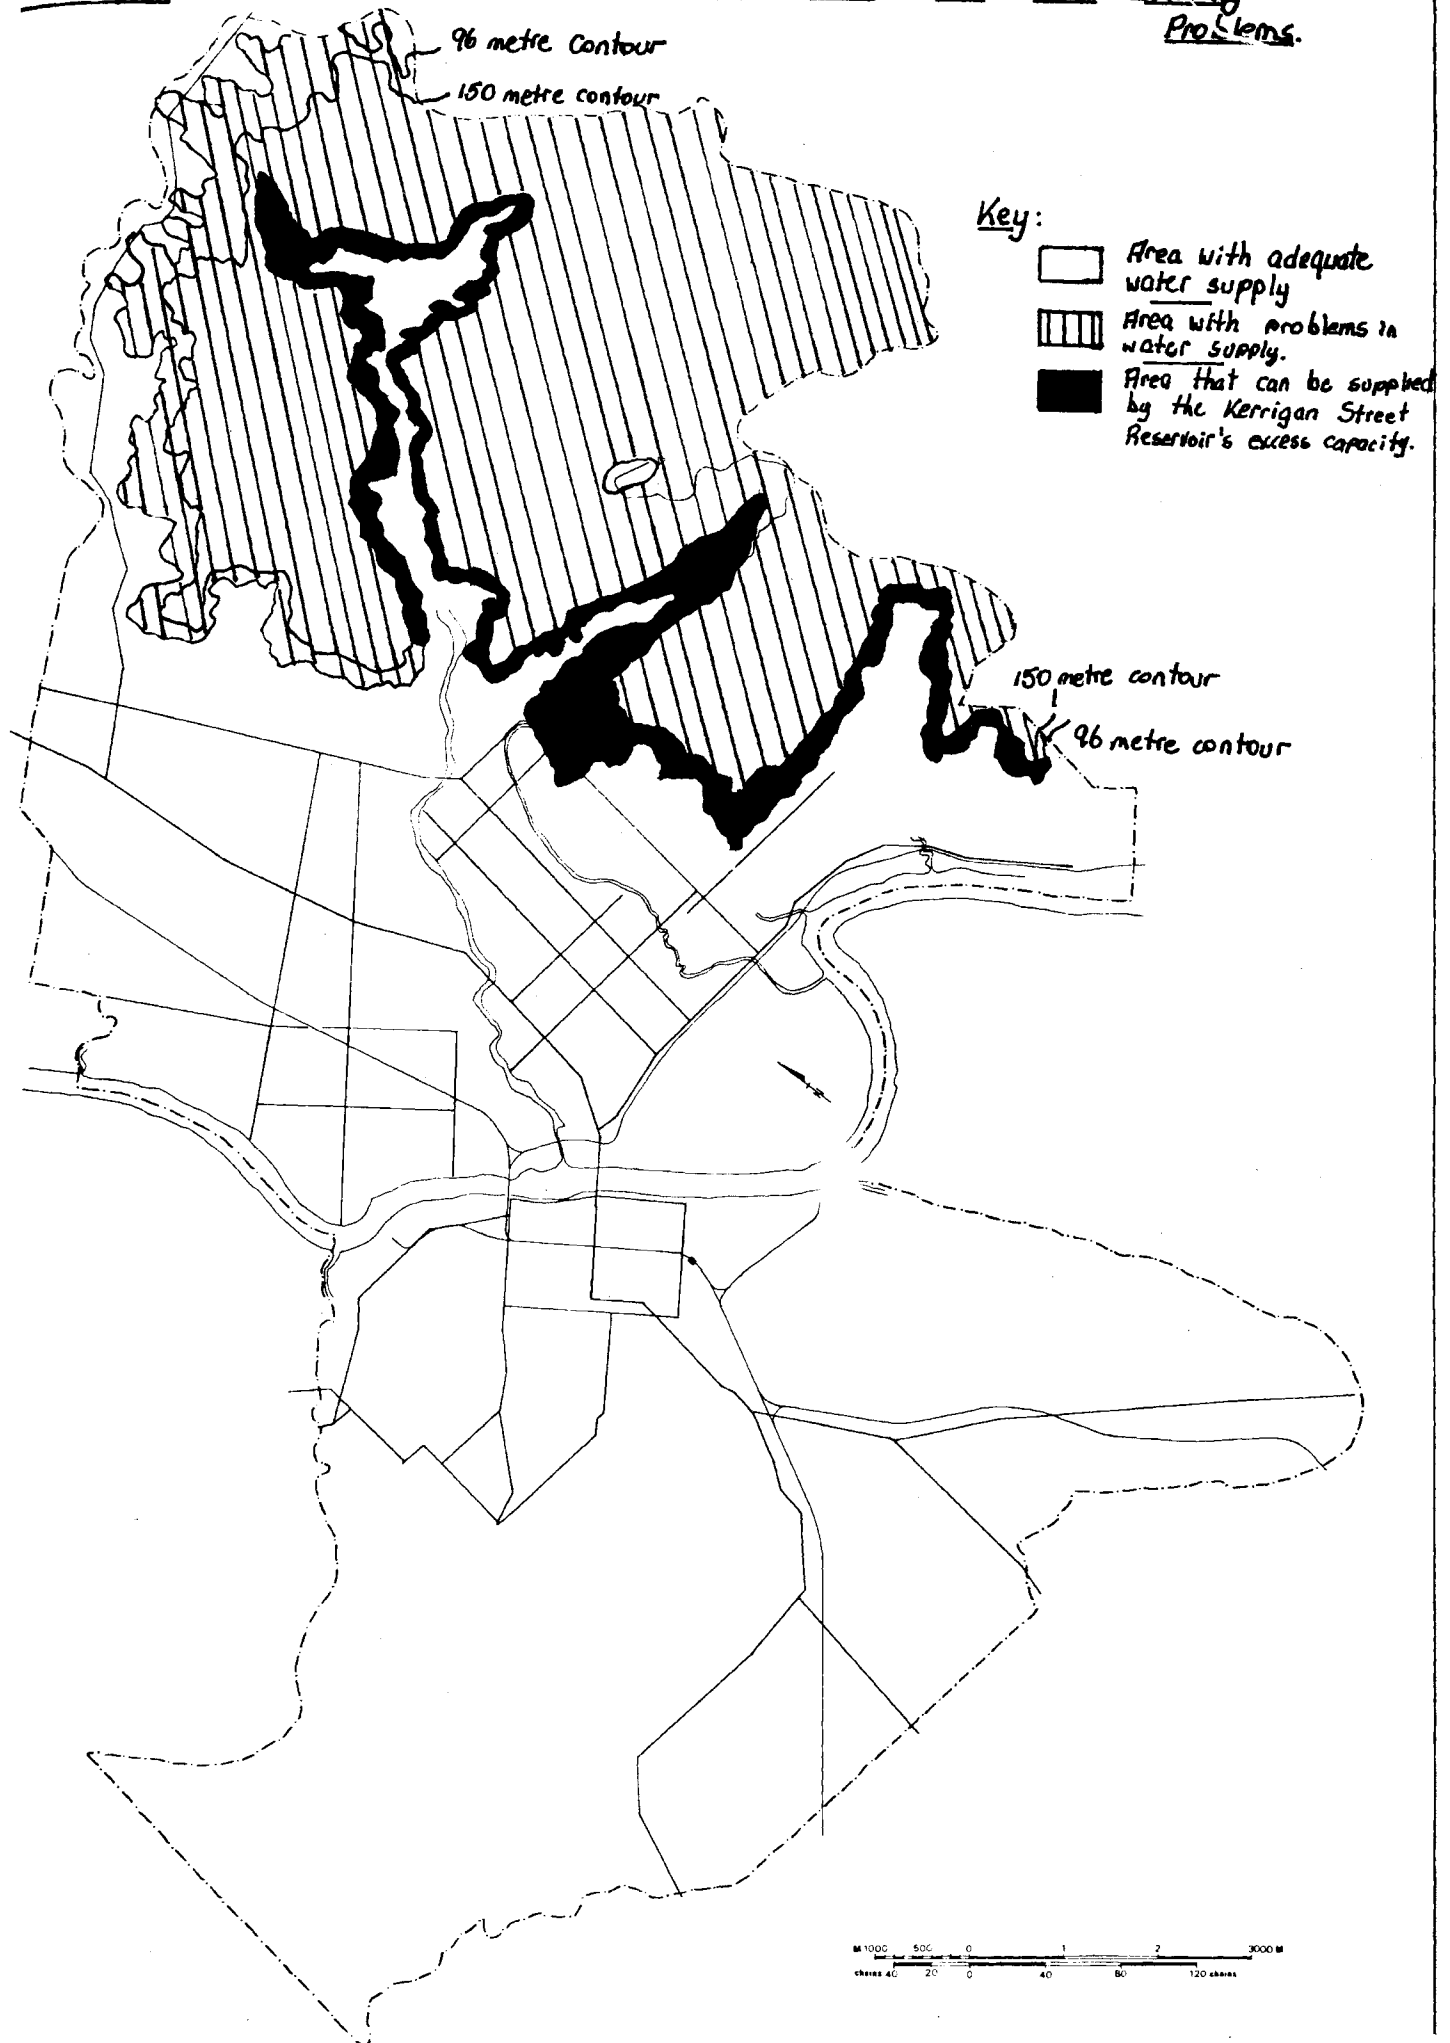 Problems.
96 metre contour
150 metre contour
Key:
Area with adequate
water supply
Area with problems in
water supply.
Area that can be supplied
by the Kerrigan Street
Reservoir's excess capacity.
150 metre contour
96 metre contour
N
M 1000 500 0 1 2 3000 M
chains 40 20 0 40 80 120 chains